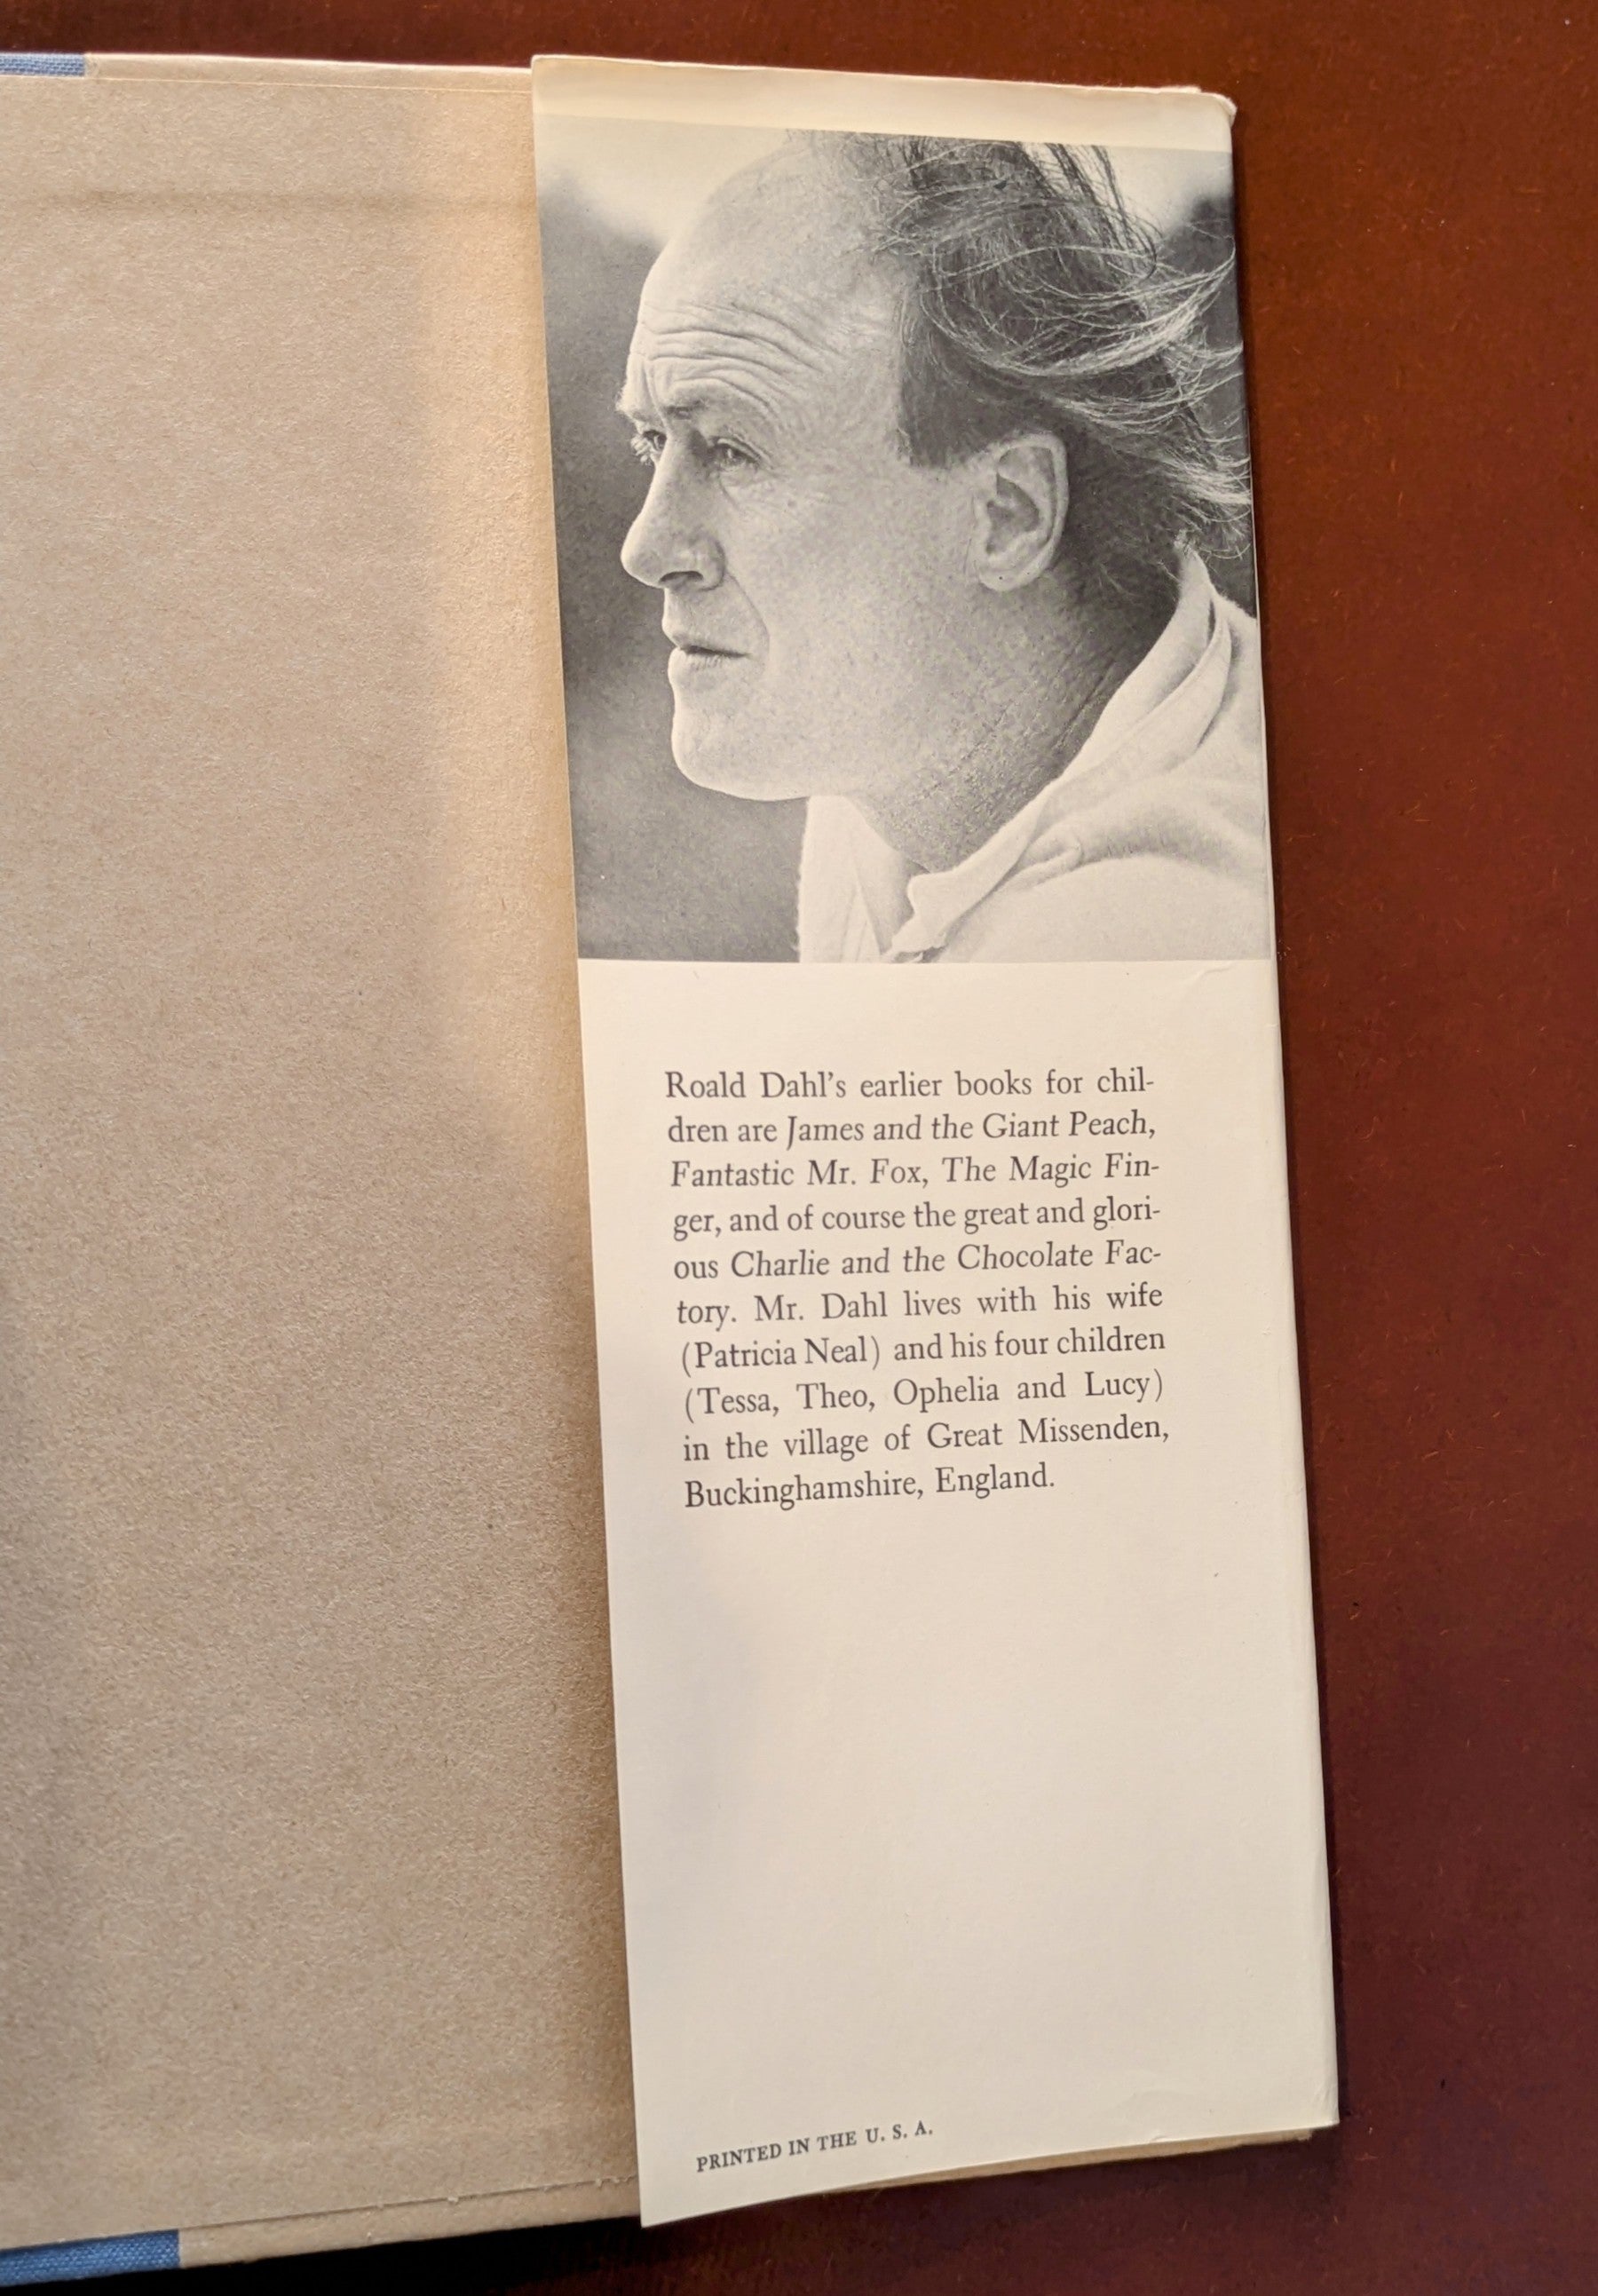 Roald Dahl's earlier books for chil-
dren are James and the Giant Peach,
Fantastic Mr. Fox, The Magic Fin-
ger, and of course the great and glori-
ous Charlie and the Chocolate Fac-
tory. Mr. Dahl lives with his wife
(Patricia Neal) and his four children
(Tessa, Theo, Ophelia and Lucy)
in the village of Great Missenden,
Buckinghamshire, England.
PRINTED IN THE U. S. A.